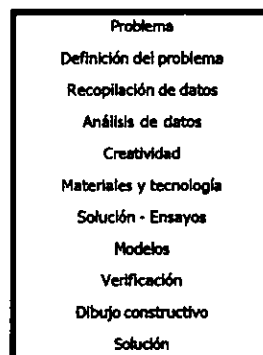 Problema
Definición del problema
Recopilación de datos
Análisis de datos
Creatividad
Materiales y tecnología
Solución - Ensayos
Modelos
Verificación
Dibujo constructivo
Solución